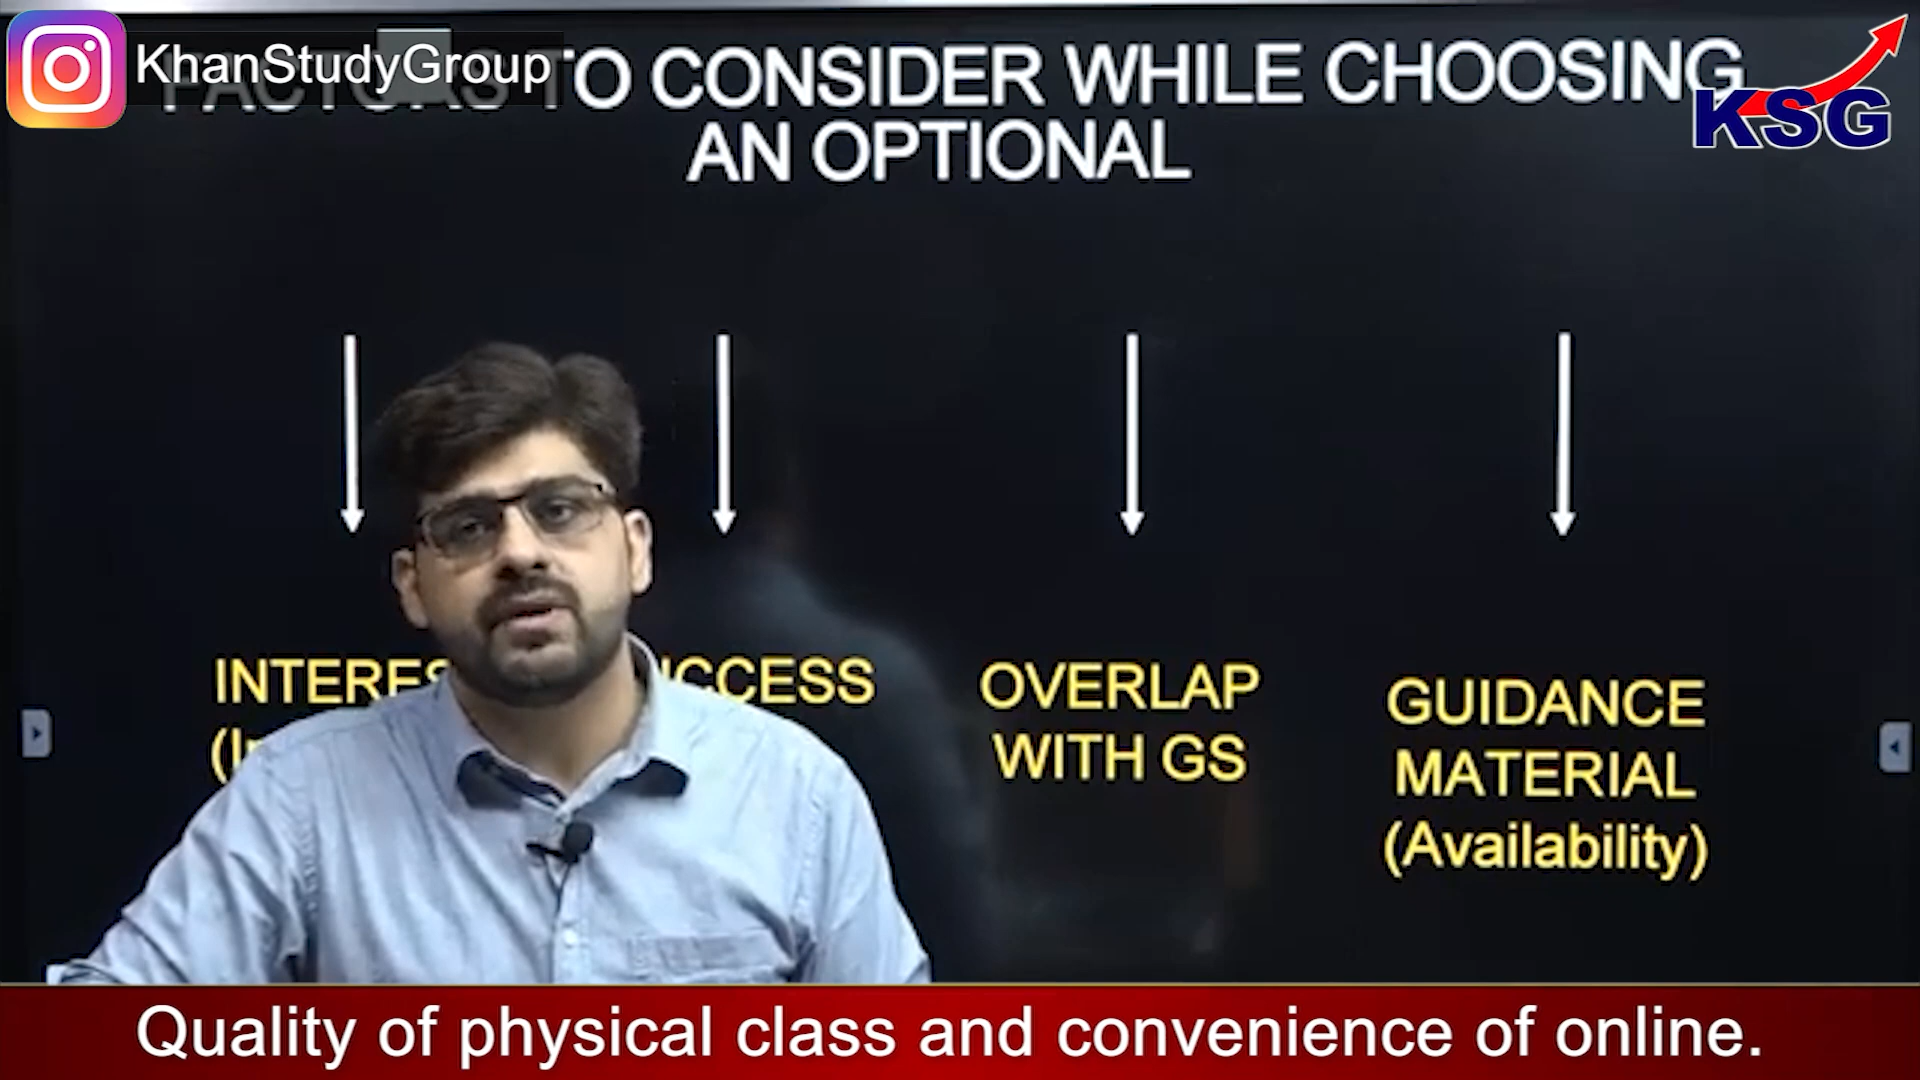 KhanStudyGroup
TO CONSIDER WHILE CHOOSING
AN OPTIONAL
KSG
OVERLAP
WITH GS
GUIDANCE
MATERIAL
(Availability)
Quality of physical class and convenience of online.